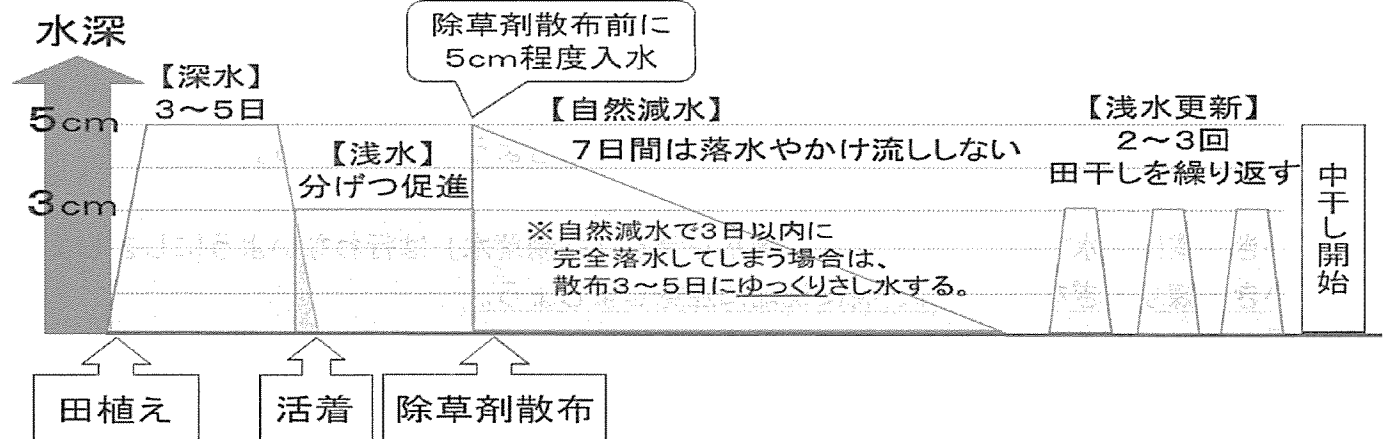 水深
除草剤散布前に
5cm程度入水
【深水】
3〜5日
5cm
【自然減水】
7日間は落水やかけ流ししない
【浅水更新】
2〜3回
田干しを繰り返す
【浅水】
分げつ促進
3cm
※自然減水で3日以内に
完全落水してしまう場合は、
散布3〜5日にゆっくりさし水する。
中干し開始
田植え
活着
除草剤散布